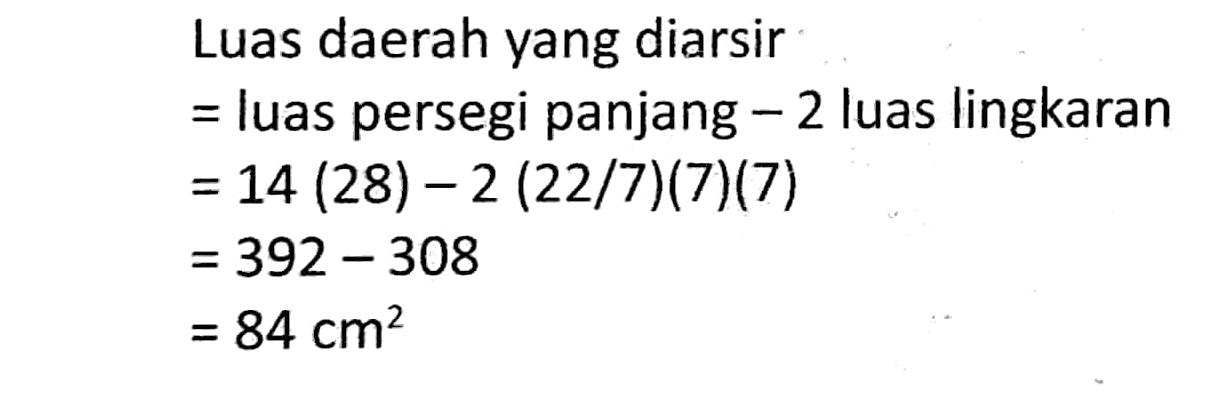 Luas daerah yang diarsir
= luas persegi panjang – 2 luas lingkaran
= 14 (28) – 2 (22/7)(7)(7)
= 392 – 308
= 84 cm²